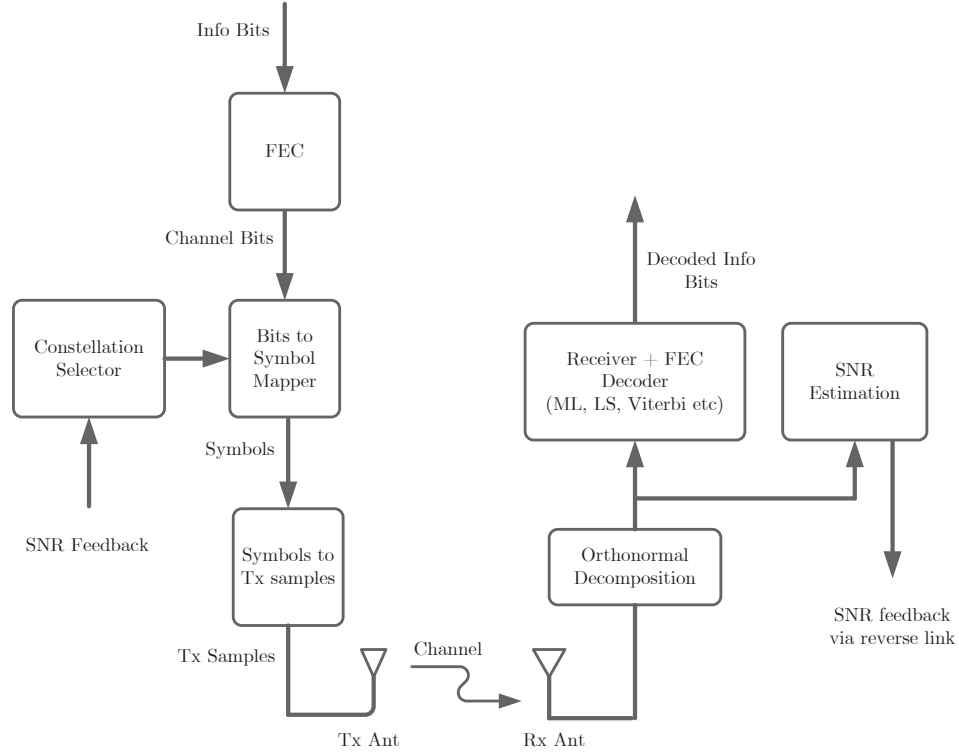 Info Bits
FEC
Channel Bits
Constellation
Selector
Bits to
Symbol
Mapper
SNR Feedback
Symbols
Symbols to
Tx samples
Tx Samples
Tx Ant
Channel
Rx Ant
Orthonormal
Decomposition
Receiver + FEC
Decoder
(ML, LS, Viterbi etc)
Decoded Info
Bits
SNR
Estimation
SNR feedback
via reverse link